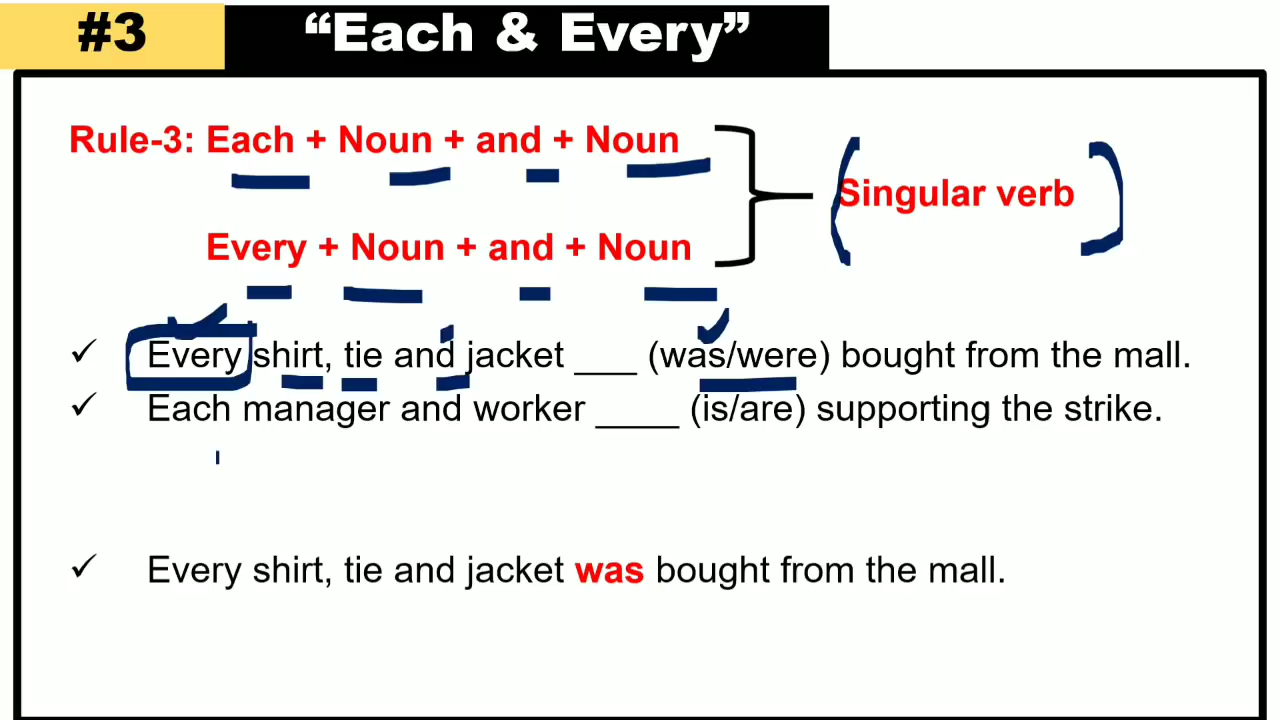 #3 “Each & Every”
Rule-3: Each + Noun + and + Noun
Singular verb
Every + Noun + and + Noun
✓ Every shirt, tie and jacket ___ (was/were) bought from the mall.
✓ Each manager and worker ____ (is/are) supporting the strike.
✓ Every shirt, tie and jacket was bought from the mall.